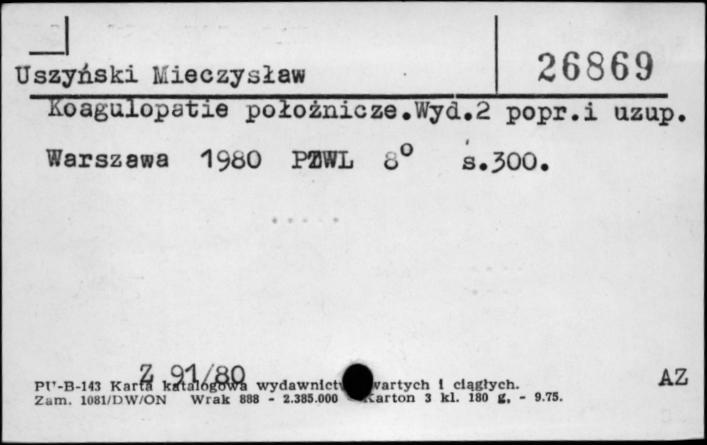 26869
Uszyński Mieczysław
Koagulopatie położnicze.Wyd.2 popr.i uzup.
Warszawa 1980 PZWL 8° s.300.
Z 91/80
AZ
PU-B-143 Karta katalogowa wydawnictw zwartych i ciągłych.
Zam. 1081/DW/ON Wrak 888 - 2.385.000 Karton 3 kl. 180 g, - 9.75.